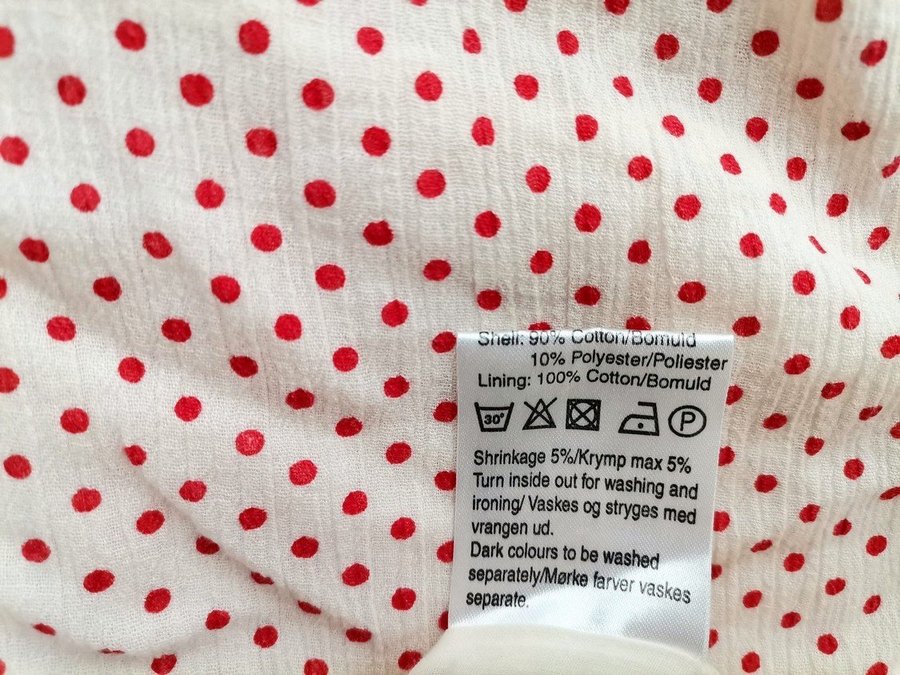 Shell: 90% Cotton/Bomuld
10% Polyester/Poliester
Lining: 100% Cotton/Bomuld
30°
P
Shrinkage 5%/Krymp max 5%
Turn inside out for washing and
ironing/ Vaskes og stryges med
vrangen ud.
Dark colours to be washed
separately/Mørke farver vaskes
separate.